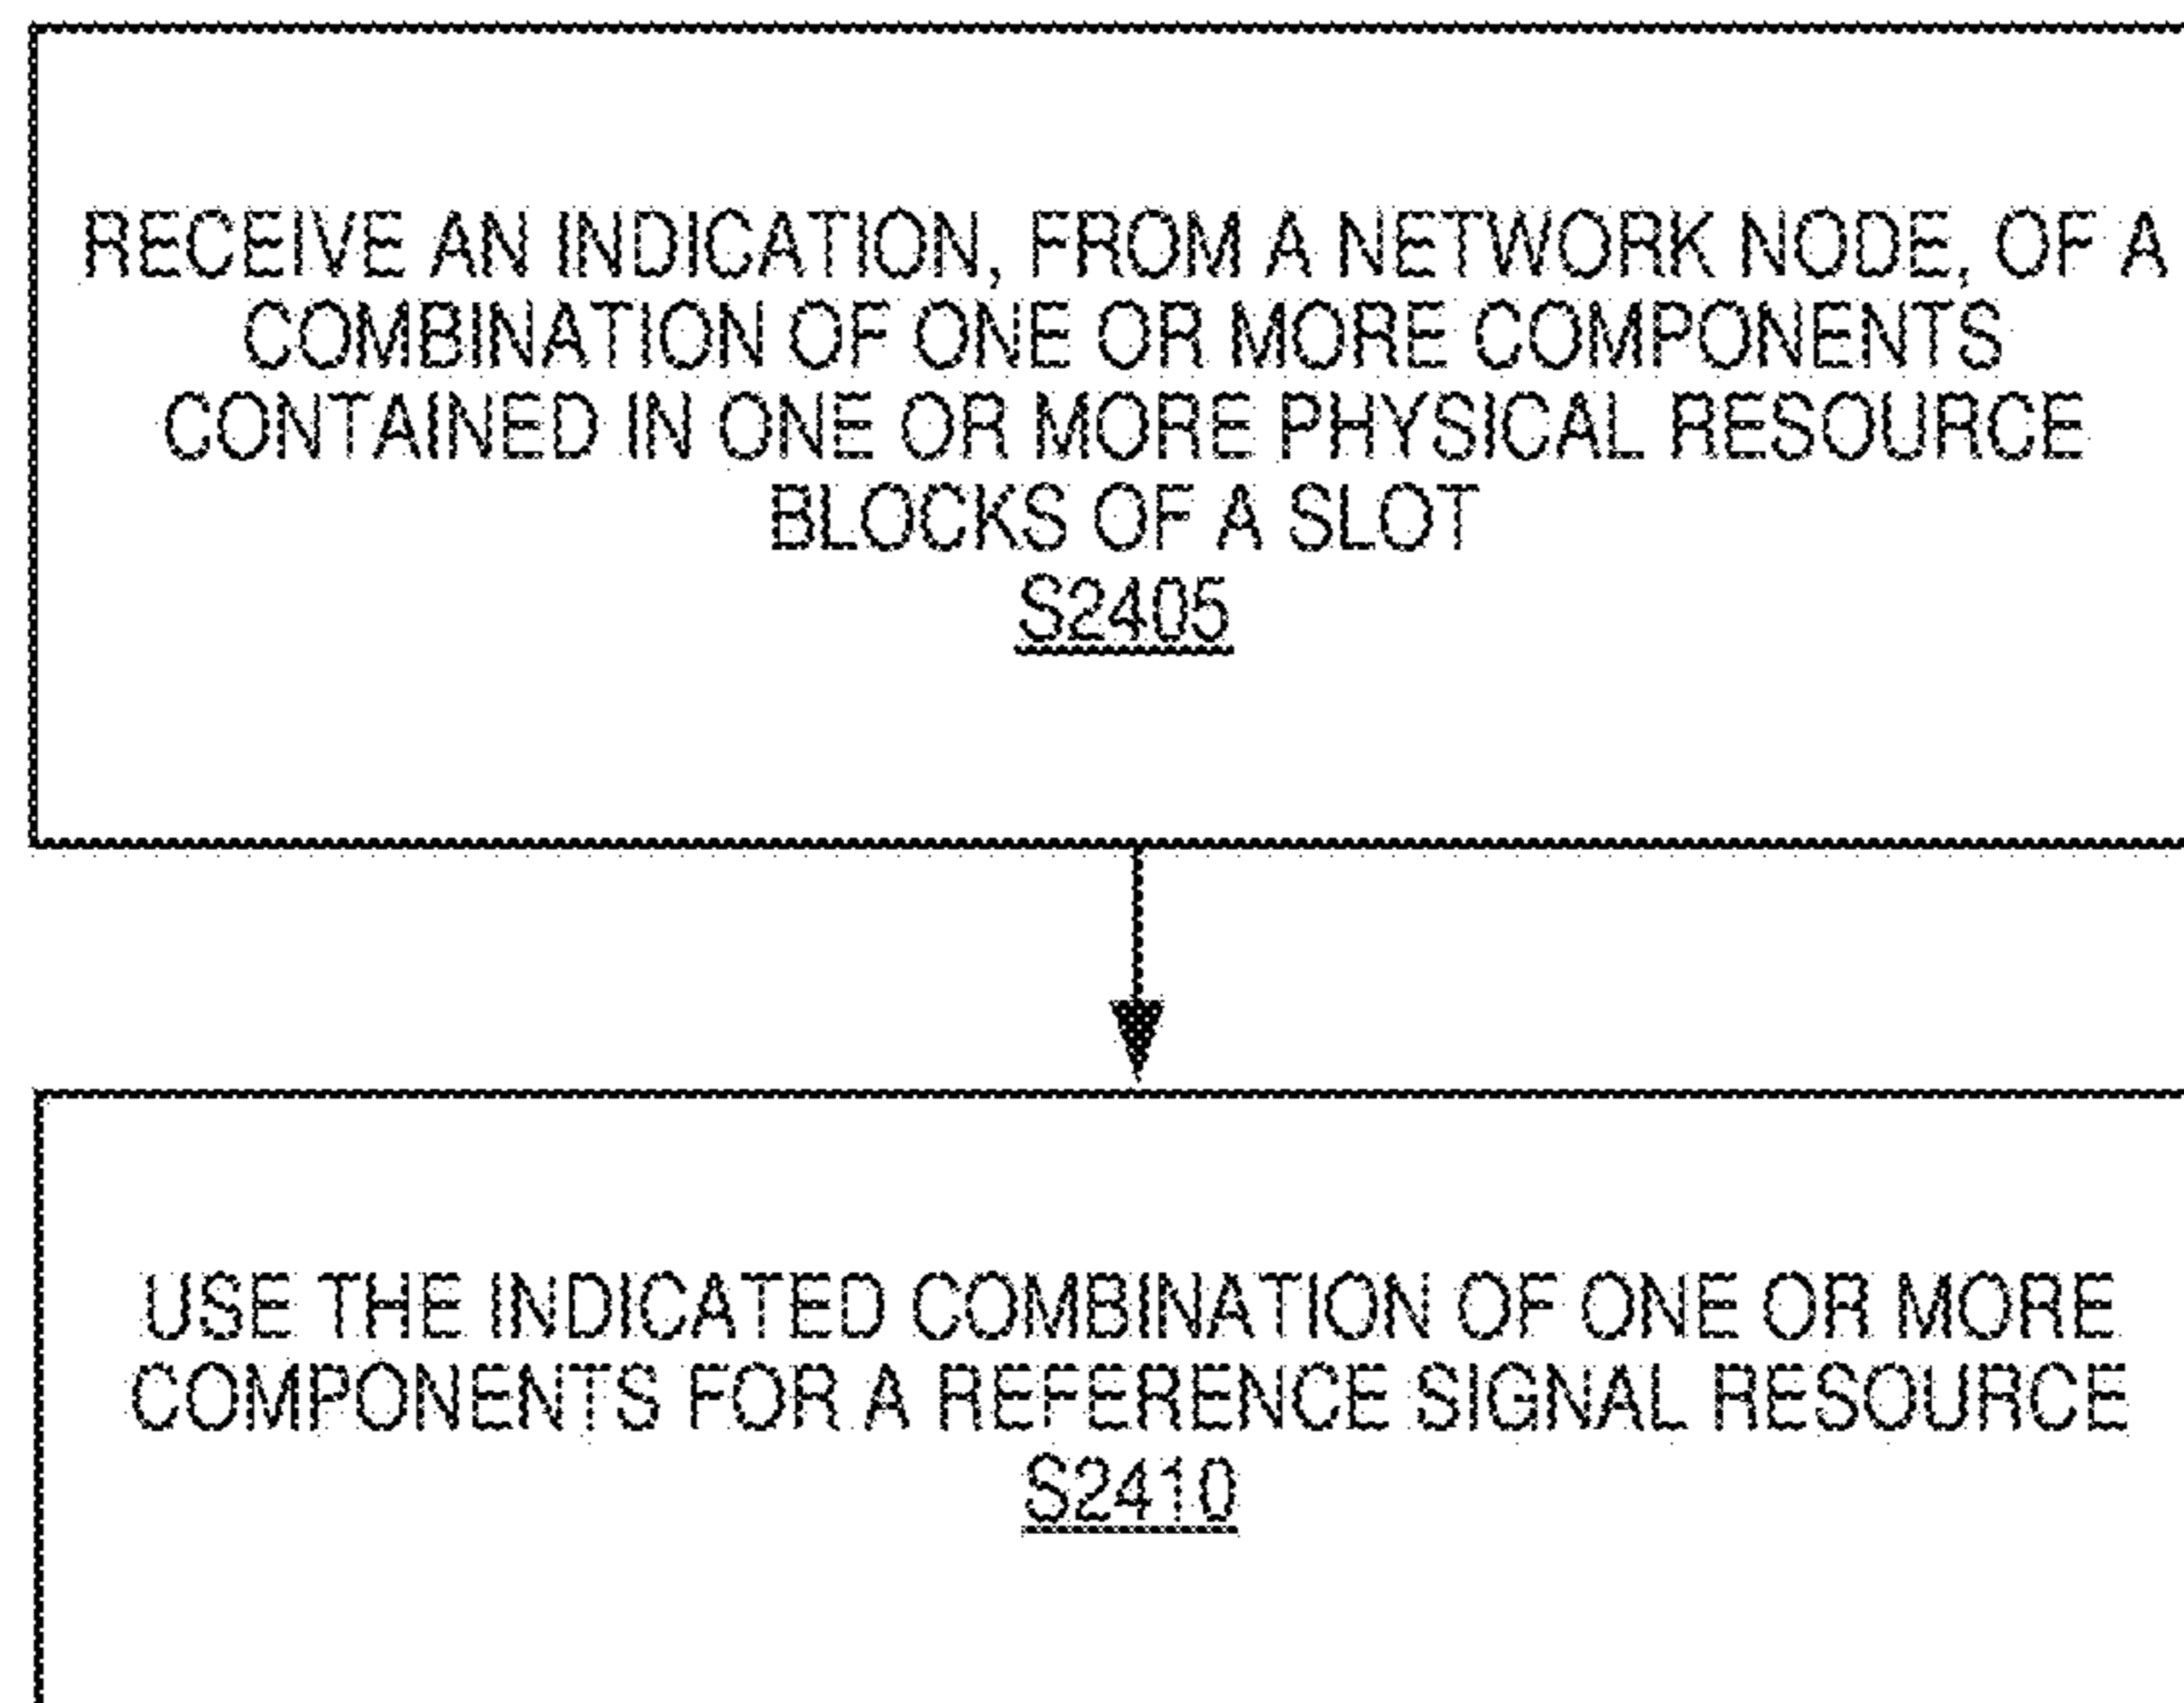 RECEIVE AN INDICATION, FROM A NETWORK NODE, OF A
COMBINATION OF ONE OR MORE COMPONENTS
CONTAINED IN ONE OR MORE PHYSICAL RESOURCE
BLOCKS OF A SLOT
S2405
USE THE INDICATED COMBINATION OF ONE OR MORE
COMPONENTS FOR A REFERENCE SIGNAL RESOURCE
S2410